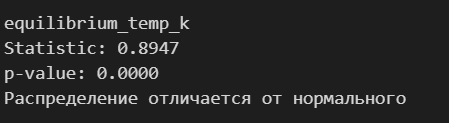 equilibrium_temp_k
Statistic: 0.8947
p-value: 0.0000
Распределение отличается от нормального